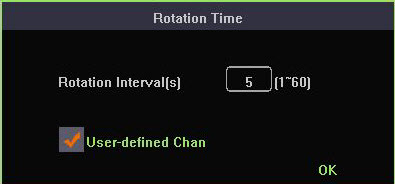 Rotation Time
Rotation Interval(s) 5 (1~60)
User-defined Chan
OK